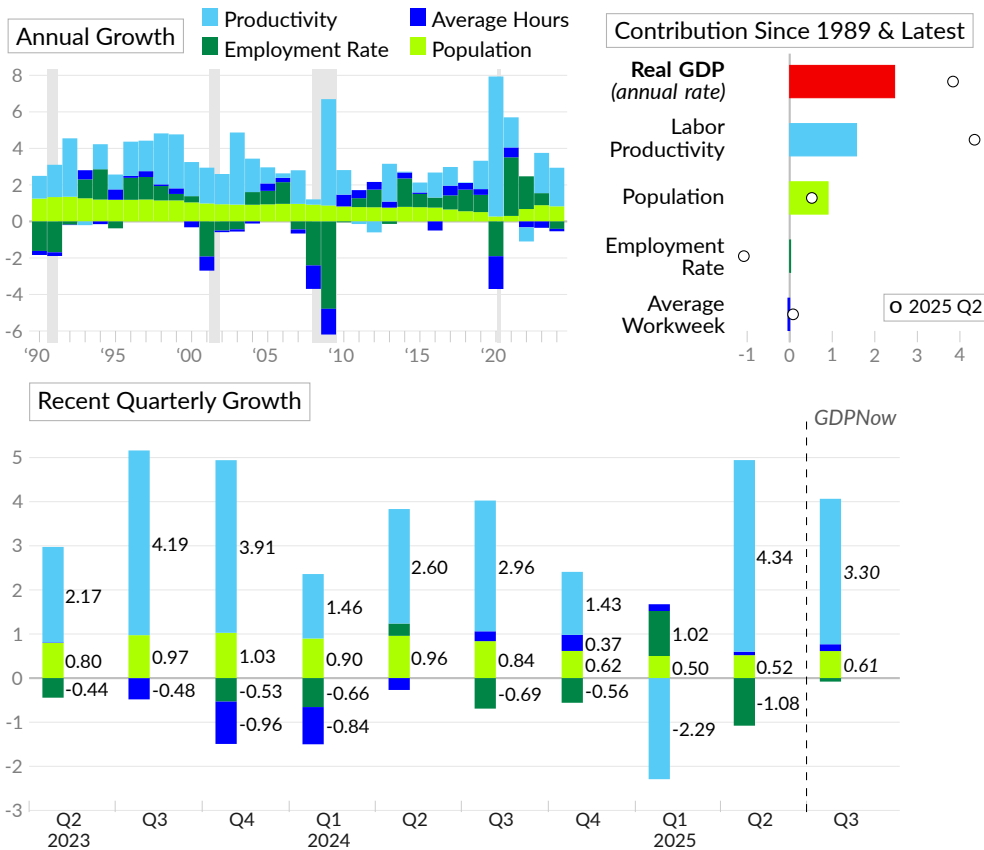 Annual Growth
Productivity
Average Hours
Employment Rate
Population
8
6
4
2
0
-2
-4
-6
'90
'95
'00
'05
'10
'15
'20
Contribution Since 1989 & Latest
Real GDP
(annual rate)
Labor
Productivity
Population
Employment
Rate
Average
Workweek
2025 Q2
-1 0 1 2 3 4
Recent Quarterly Growth
GDPNow
5
4
3
2
1
0
-1
-2
-3
2.17
0.80
-0.44
4.19
0.97
-0.48
3.91
1.03
-0.53
-0.96
1.46
0.90
-0.66
-0.84
2.60
0.96
2.96
0.84
-0.69
1.43
0.37
0.62
-0.56
1.02
0.50
-2.29
4.34
0.52
-1.08
3.30
0.61
Q2 Q3 Q4 Q1 Q2 Q3 Q4 Q1 Q2 Q3
2023 2024 2025